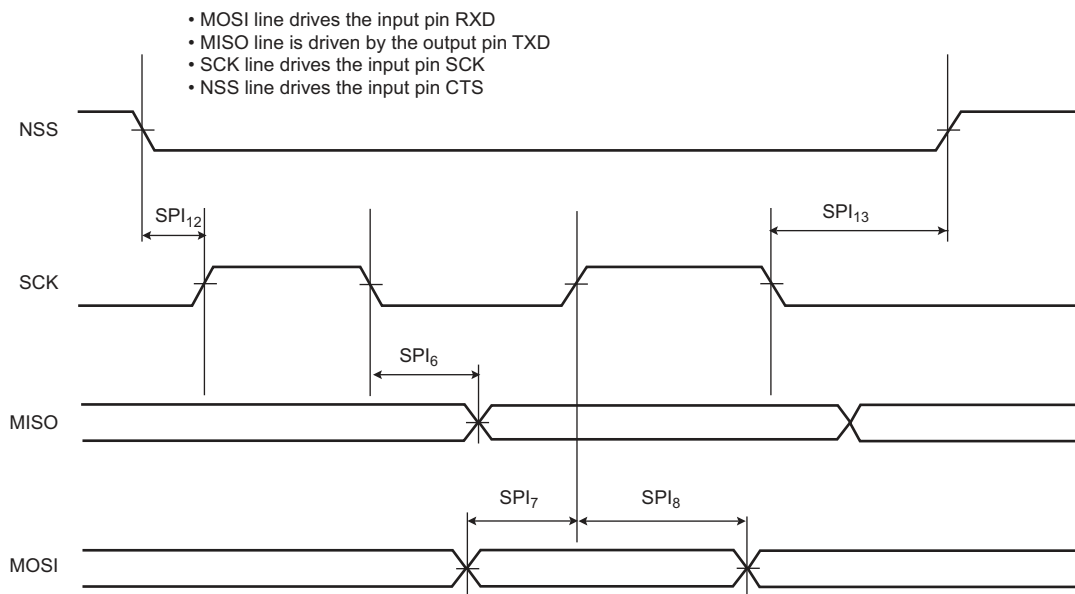 • MOSI line drives the input pin RXD
• MISO line is driven by the output pin TXD
• SCK line drives the input pin SCK
• NSS line drives the input pin CTS
NSS
SPI₁₂
SPI₁₃
SCK
SPI₆
MISO
SPI₇
SPI₈
MOSI